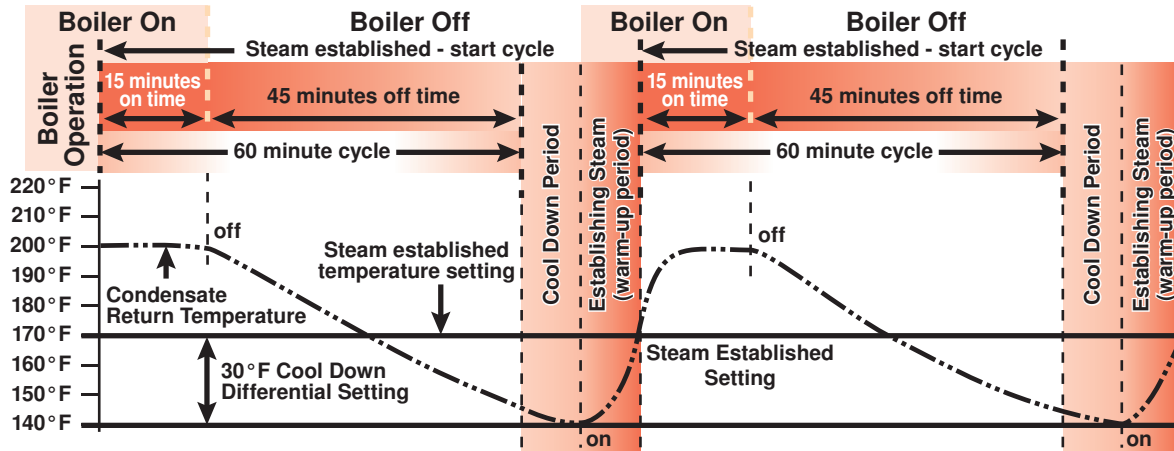 Boiler On
Boiler Off
Boiler On
Boiler Off
Steam established - start cycle
Steam established - start cycle
Boiler
Operation
15 minutes
on time
45 minutes off time
15 minutes
on time
45 minutes off time
60 minute cycle
60 minute cycle
Cool Down Period
Establishing Steam
(warm-up period)
Cool Down Period
Establishing Steam
(warm-up period)
220°F
210°F
200°F
190°F
180°F
170°F
160°F
150°F
140°F
off
off
Steam established
temperature setting
Condensate
Return Temperature
30°F Cool Down
Differential Setting
Steam Established
Setting
on
on